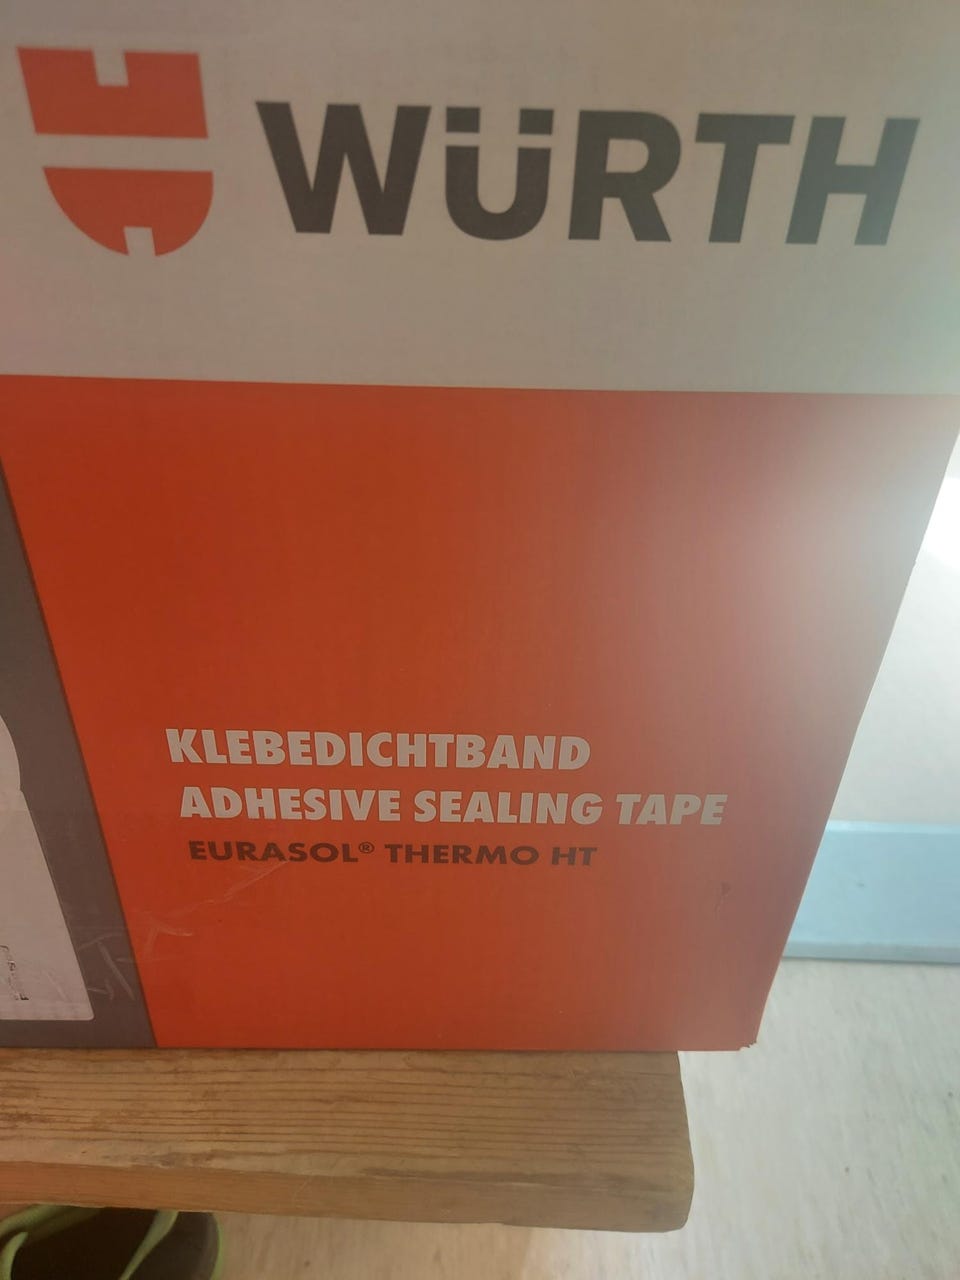 WÜRTH
KLEBEDICHTBAND
ADHESIVE SEALING TAPE
EURASOL® THERMO HT